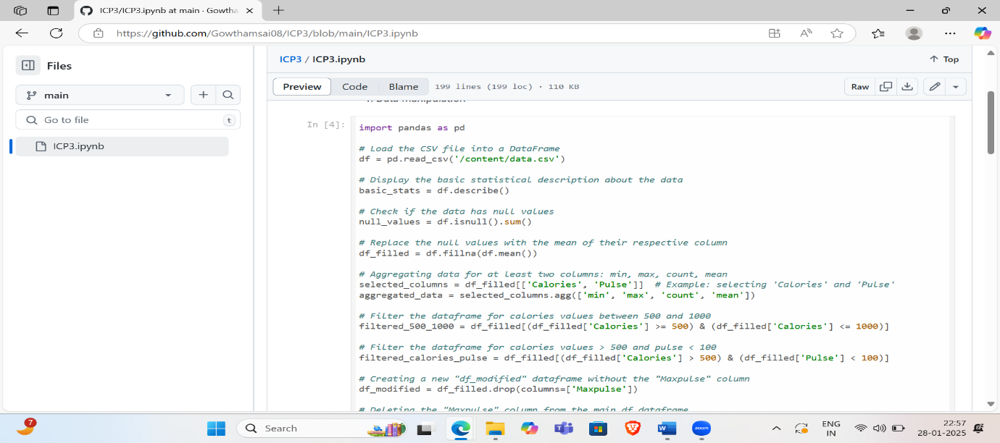 ICP3/ICP3.ipynb at main · Gowtha
https://github.com/Gowthamsai08/ICP3/blob/main/ICP3.ipynb
Files
main
Go to file
t
ICP3.ipynb
ICP3 / ICP3.ipynb
Top
Preview
Code
Blame
199 lines (199 loc) · 110 KB
Raw
In [4]:
import pandas as pd
# Load the CSV file into a DataFrame
df = pd.read_csv('/content/data.csv')
# Display the basic statistical description about the data
basic_stats = df.describe()
# Check if the data has null values
null_values = df.isnull().sum()
# Replace the null values with the mean of their respective column
df_filled = df.fillna(df.mean())
# Aggregating data for at least two columns: min, max, count, mean
selected_columns = df_filled[['Calories', 'Pulse']]  # Example: selecting 'Calories' and 'Pulse'
aggregated_data = selected_columns.agg(['min', 'max', 'count', 'mean'])
# Filter the dataframe for calories values between 500 and 1000
filtered_500_1000 = df_filled[(df_filled['Calories'] >= 500) & (df_filled['Calories'] <= 1000)]
# Filter the dataframe for calories values > 500 and pulse < 100
filtered_calories_pulse = df_filled[(df_filled['Calories'] > 500) & (df_filled['Pulse'] < 100)]
# Creating a new "df_modified" dataframe without the "Maxpulse" column
df_modified = df_filled.drop(columns=['Maxpulse'])
# Deleting the "Maxpulse" column from the main df dataframe
7
Search
W
zoom
ENG
IN
22:57
28-01-2025